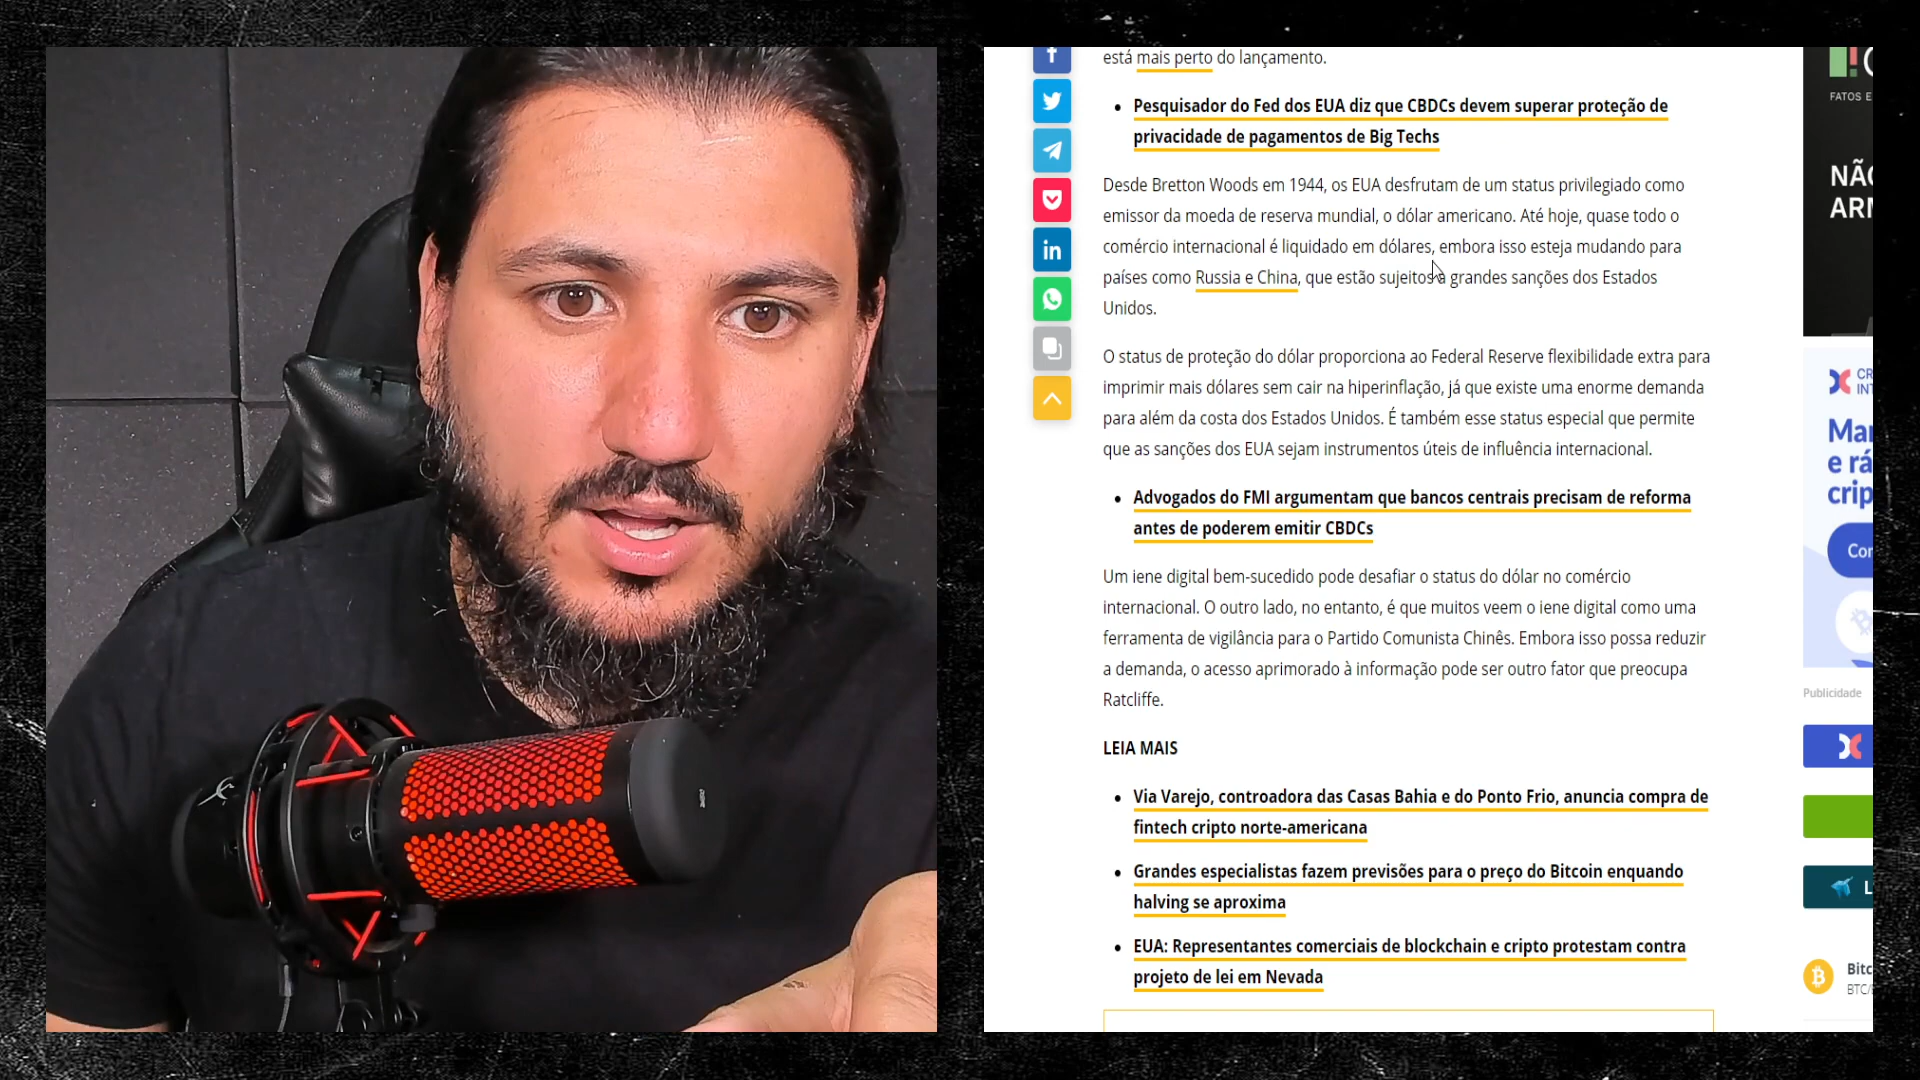 está mais perto do lançamento.
Pesquisador do Fed dos EUA diz que CBDCs devem superar proteção de
privacidade de pagamentos de Big Techs
Desde Bretton Woods em 1944, os EUA desfrutam de um status privilegiado como
emissor da moeda de reserva mundial, o dólar americano. Até hoje, quase todo o
comércio internacional é liquidado em dólares, embora isso esteja mudando para
países como Russia e China, que estão sujeitos a grandes sanções dos Estados
Unidos.
O status de proteção do dólar proporciona ao Federal Reserve flexibilidade extra para
imprimir mais dólares sem cair na hiperinflação, já que existe uma enorme demanda
para além da costa dos Estados Unidos. É também esse status especial que permite
que as sanções dos EUA sejam instrumentos úteis de influência internacional.
Advogados do FMI argumentam que bancos centrais precisam de reforma
antes de poderem emitir CBDCs
Um iene digital bem-sucedido pode desafiar o status do dólar no comércio
internacional. O outro lado, no entanto, é que muitos veem o iene digital como uma
ferramenta de vigilância para o Partido Comunista Chinês. Embora isso possa reduzir
a demanda, o acesso aprimorado à informação pode ser outro fator que preocupa
Ratcliffe.
LEIA MAIS
Via Varejo, controadora das Casas Bahia e do Ponto Frio, anuncia compra de
fintech cripto norte-americana
Grandes especialistas fazem previsões para o preço do Bitcoin enquando
halving se aproxima
EUA: Representantes comerciais de blockchain e cripto protestam contra
projeto de lei em Nevada
FATOS E
NÃ
AR
CR
INT
Ma
e rá
crip
Cor
Publicidade
L
Bitc
BTC/